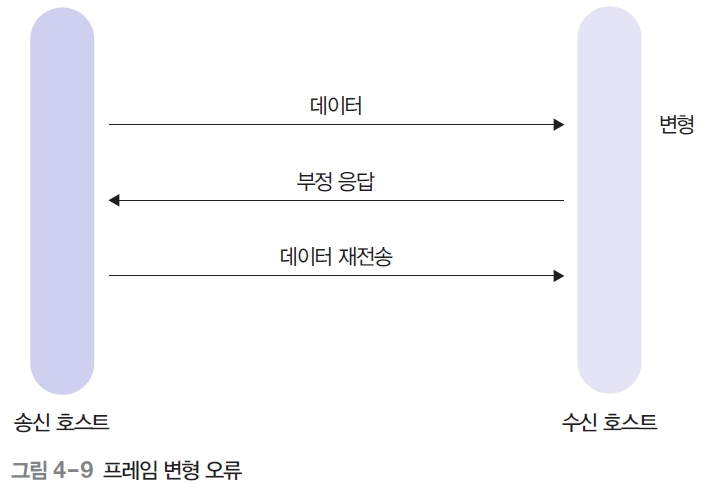 데이터
변형
부정 응답
데이터 재전송
송신 호스트
수신 호스트
그림 4-9 프레임 변형 오류